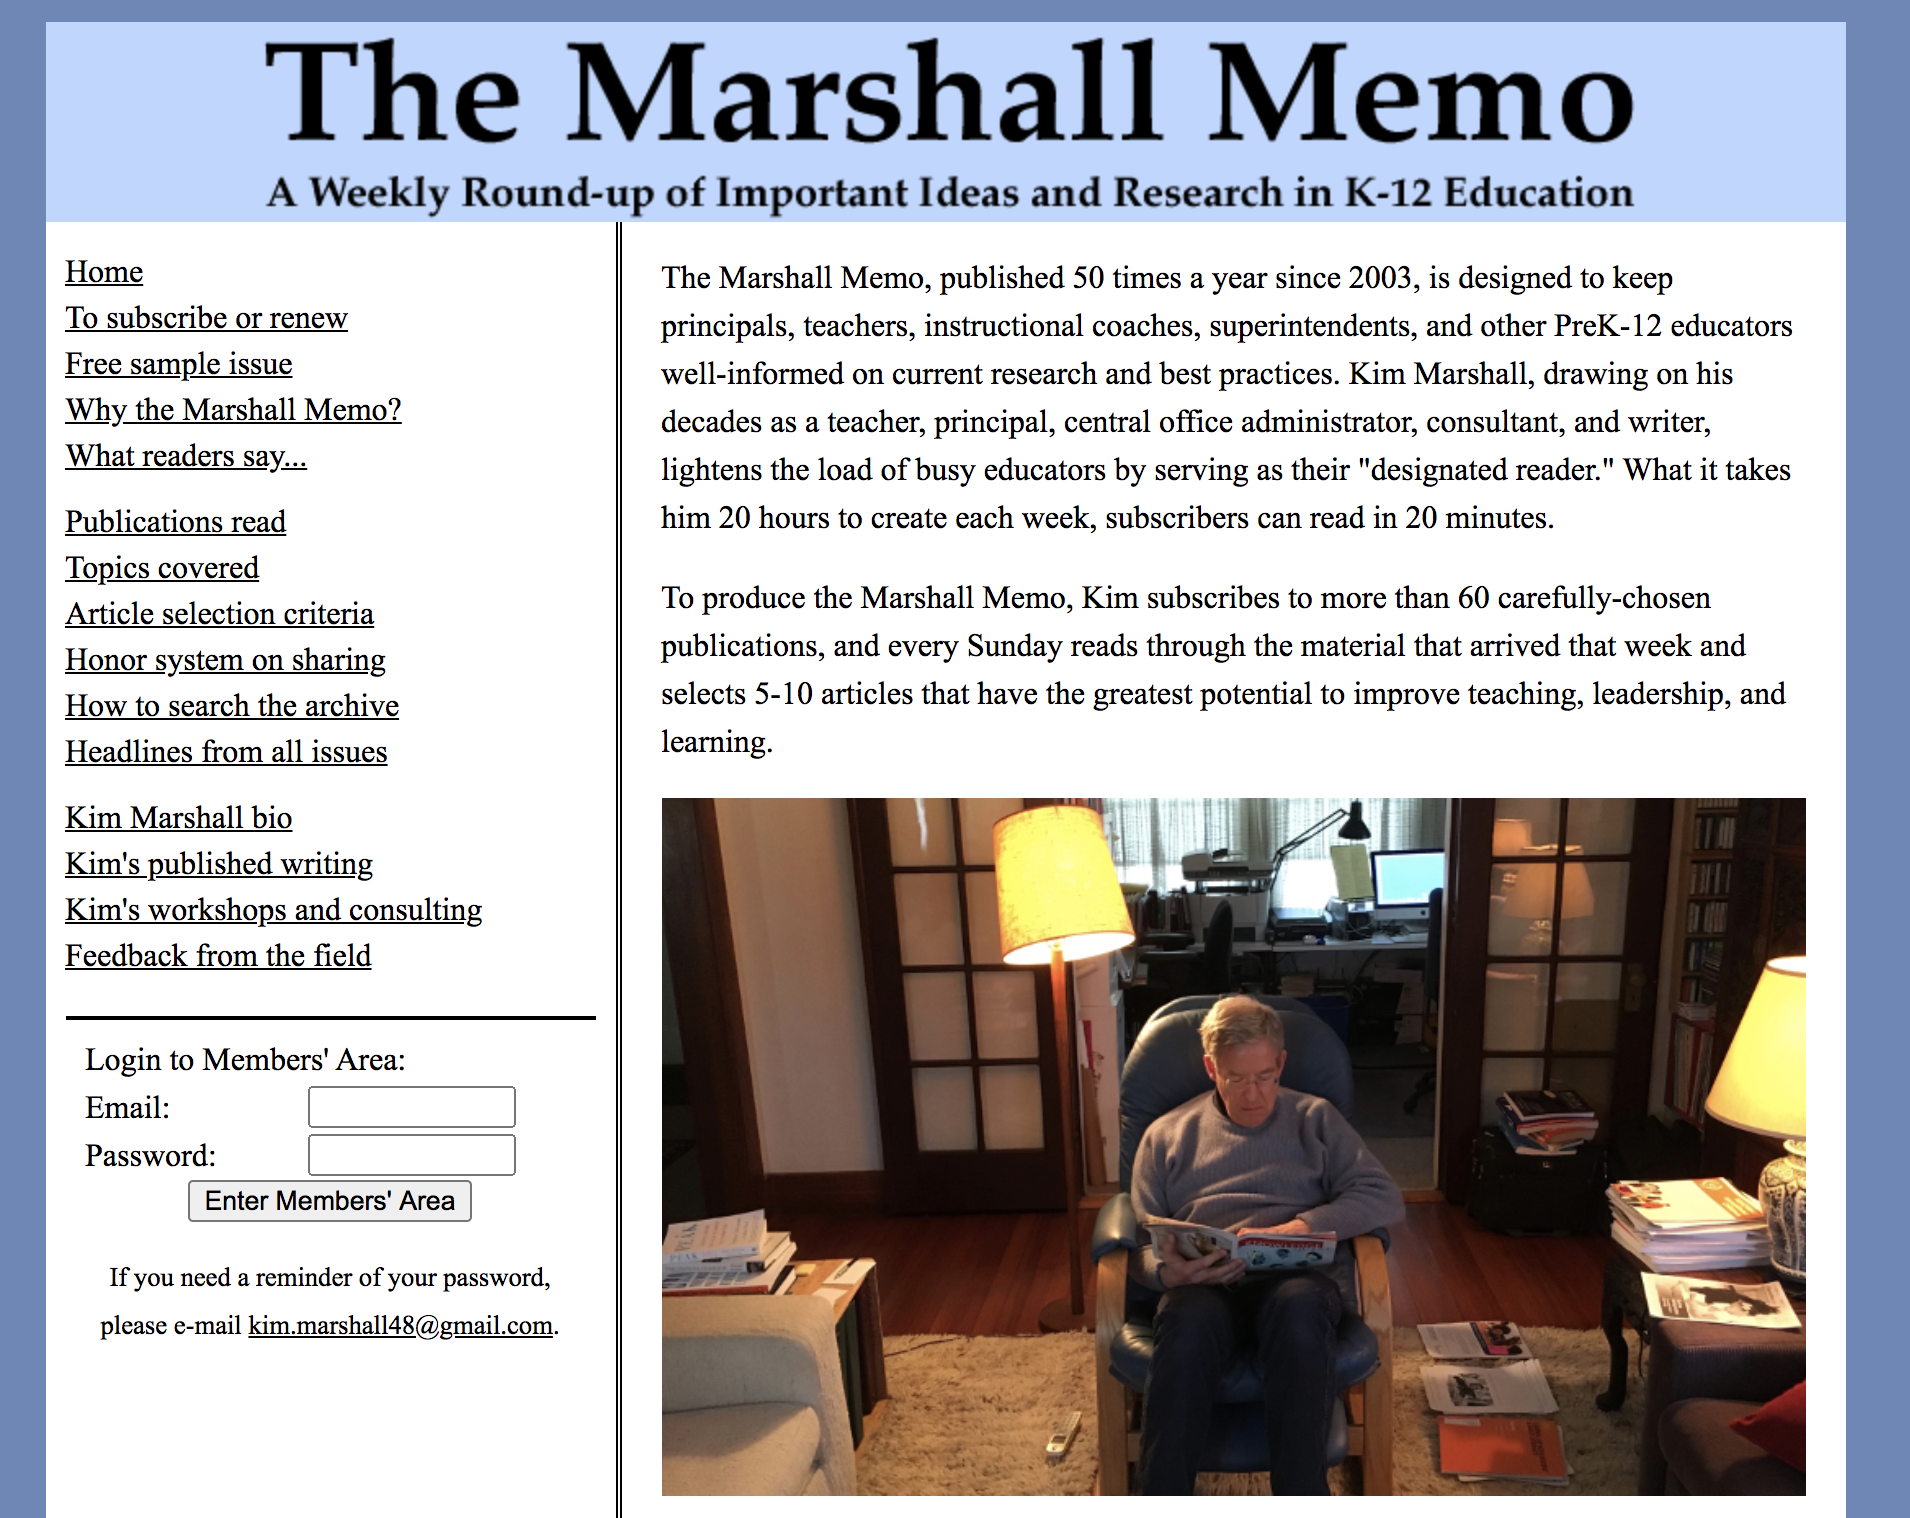 The Marshall Memo
A Weekly Round-up of Important Ideas and Research in K-12 Education
Home
To subscribe or renew
Free sample issue
Why the Marshall Memo?
What readers say...
Publications read
Topics covered
Article selection criteria
Honor system on sharing
How to search the archive
Headlines from all issues
Kim Marshall bio
Kim's published writing
Kim's workshops and consulting
Feedback from the field
Login to Members' Area:
Email:
Password:
Enter Members' Area
If you need a reminder of your password,
please e-mail kim.marshall48@gmail.com.
The Marshall Memo, published 50 times a year since 2003, is designed to keep
principals, teachers, instructional coaches, superintendents, and other PreK-12 educators
well-informed on current research and best practices. Kim Marshall, drawing on his
decades as a teacher, principal, central office administrator, consultant, and writer,
lightens the load of busy educators by serving as their "designated reader." What it takes
him 20 hours to create each week, subscribers can read in 20 minutes.
To produce the Marshall Memo, Kim subscribes to more than 60 carefully-chosen
publications, and every Sunday reads through the material that arrived that week and
selects 5-10 articles that have the greatest potential to improve teaching, leadership, and
learning.
PEAK
PEAK
KNOWLEDGE